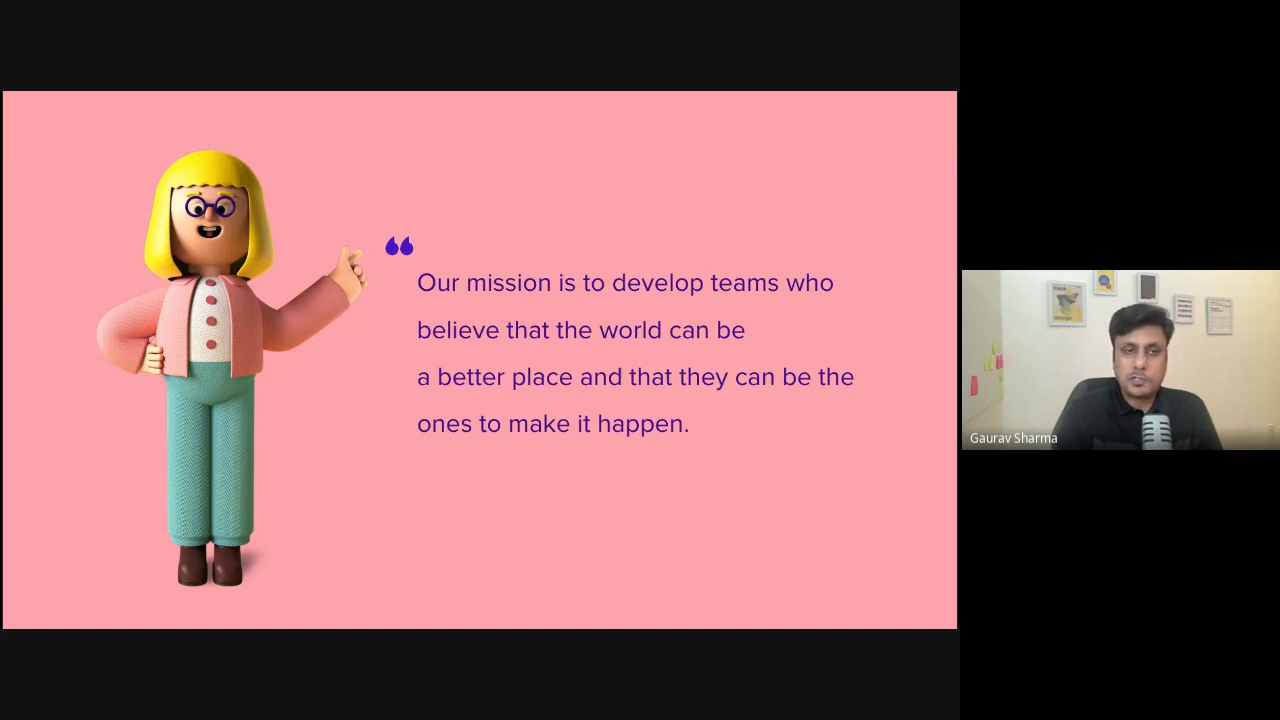 “
Our mission is to develop teams who
believe that the world can be
a better place and that they can be the
ones to make it happen.
Gaurav Sharma